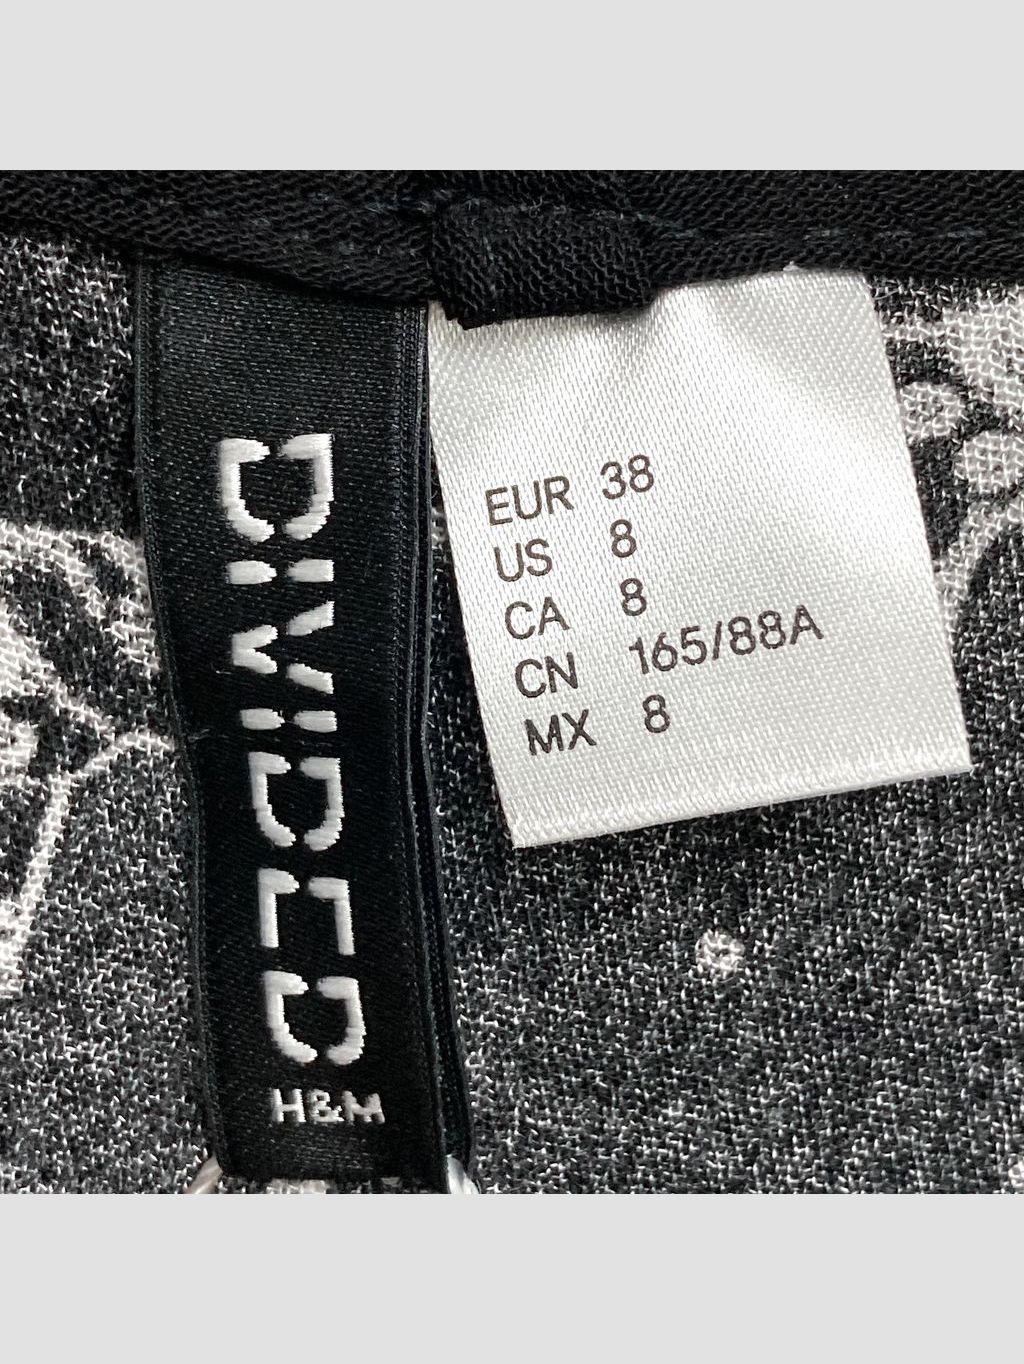 DIVIDED
H&M
EUR 38
US 8
CA 8
CN 165/88A
MX 8